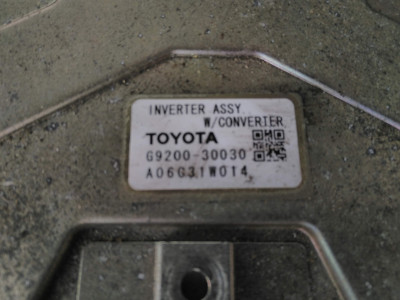 INVERTER ASSY
W/CONVERTER
TOYOTA
G9200-30030
A06G31W014